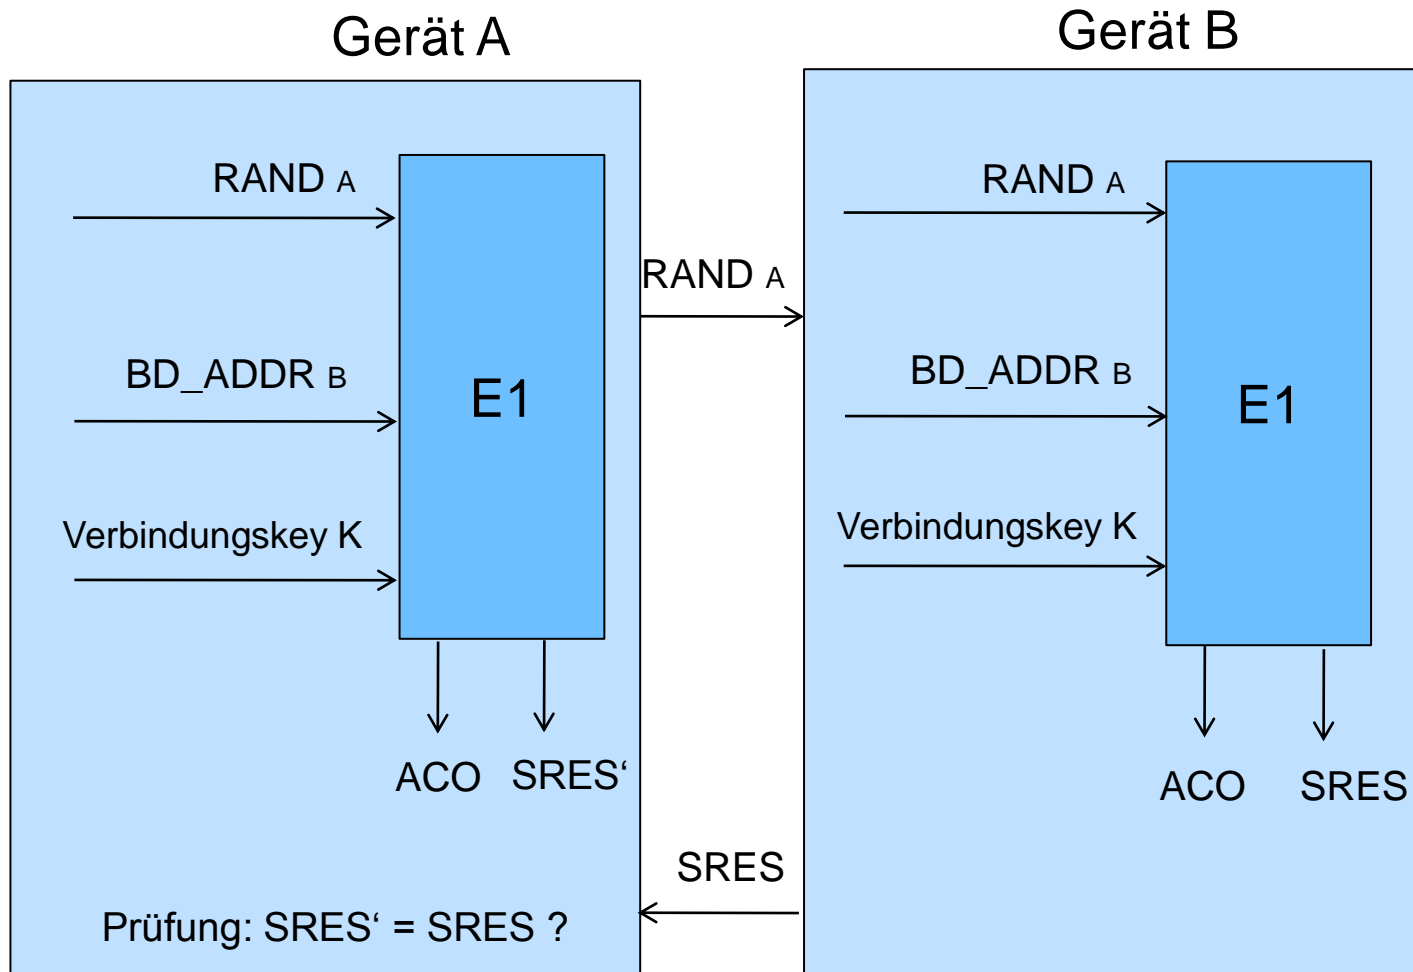 Gerät A
Gerät B
RAND A
BD_ADDR B
Verbindungskey K
E1
ACO
SRES‘
Prüfung: SRES‘ = SRES ?
RAND A
SRES
RAND A
BD_ADDR B
Verbindungskey K
E1
ACO
SRES